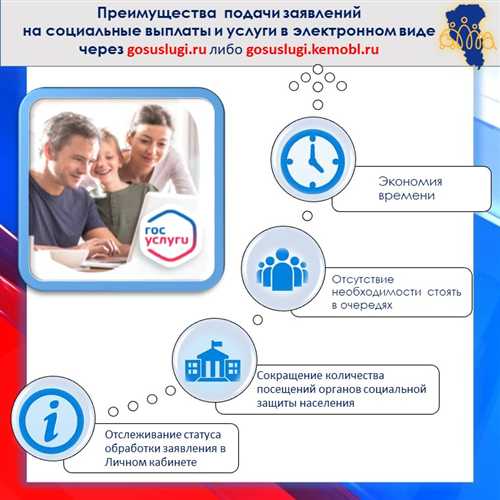 Преимущества подачи заявлений
на социальные выплаты и услуги в электронном виде
через gosuslugi.ru либо gosuslugi.kemobl.ru
гос
услуги
Экономия
времени
Отсутствие
необходимости стоять
в очередях
Сокращение количества
посещений органов социальной
защиты населения
Отслеживание статуса
обработки заявления в
Личном кабинете